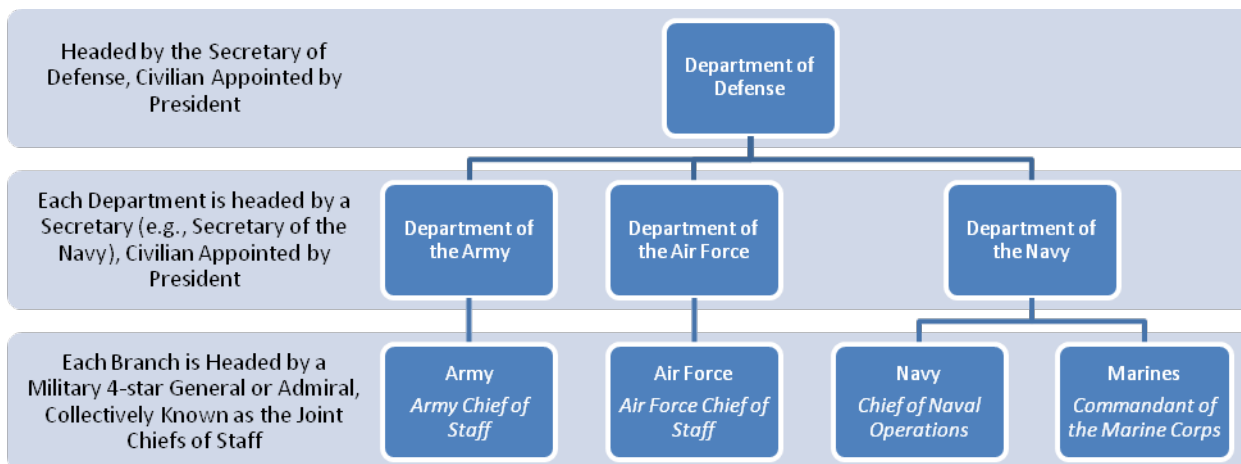 Headed by the Secretary of
Defense, Civilian Appointed by
President
Department of
Defense
Each Department is headed by a
Secretary (e.g., Secretary of the
Navy), Civilian Appointed by
President
Department of
the Army
Department of
the Air Force
Department of
the Navy
Each Branch is Headed by a
Military 4-star General or Admiral,
Collectively Known as the Joint
Chiefs of Staff
Army
Army Chief of
Staff
Air Force
Air Force Chief of
Staff
Navy
Chief of Naval
Operations
Marines
Commandant of
the Marine Corps